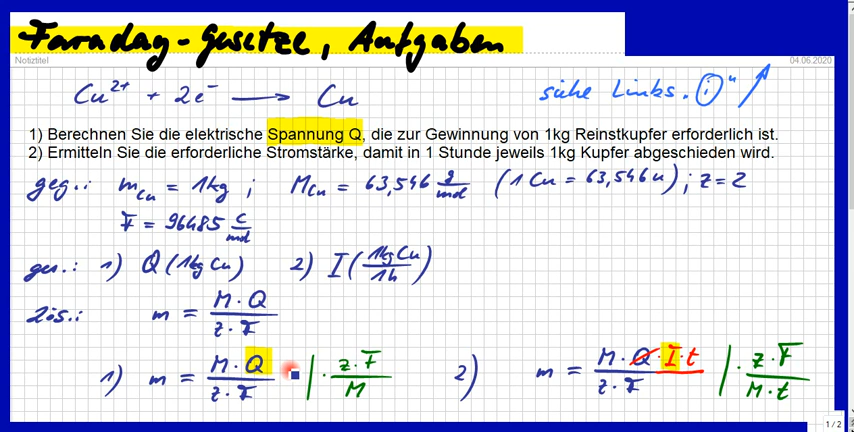 Faraday-Gesetze, Aufgaben
Notiztitel 04.06.2020
Cu²⁺ + 2e⁻ ⟶ Cu siehe Links. ⓘ" ↗
1) Berechnen Sie die elektrische Spannung Q, die zur Gewinnung von 1kg Reinstkupfer erforderlich ist.
2) Ermitteln Sie die erforderliche Stromstärke, damit in 1 Stunde jeweils 1kg Kupfer abgeschieden wird.
geg.: m_Cu = 1kg ; M_Cu = 63,546 g/mol (1 Cu = 63,546 u) ; z = 2
F = 96485 C/mol
ges.: 1) Q (1kg Cu) 2) I (1kg Cu / 1h)
Lös.: m = M · Q / z · F
1) m = M · Q / z · F | · z · F / M 2) m = M · Q I · t / z · F | · z · F / M · t
1 / 2